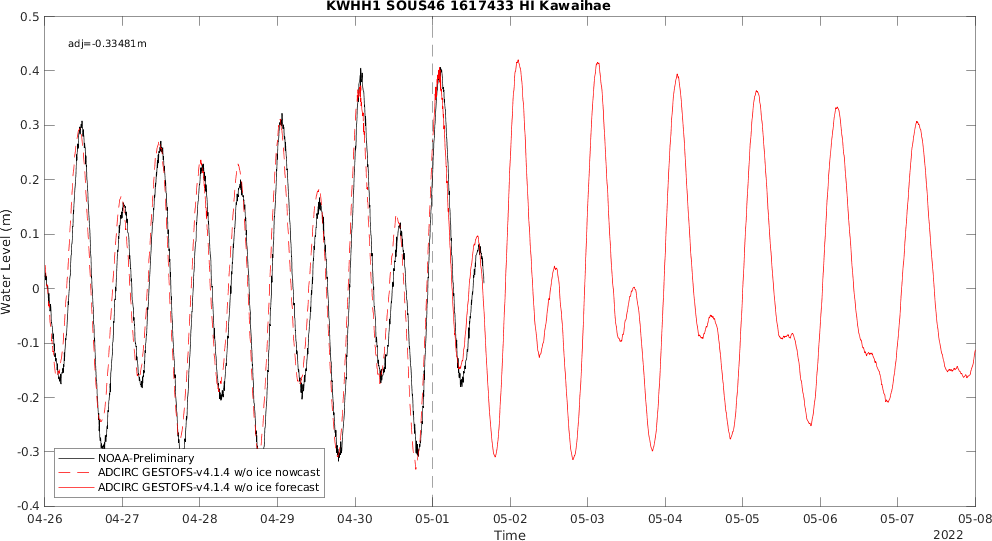 KWHH1 SOUS46 1617433 HI Kawaihae
adj=-0.33481m
Water Level (m)
0.5
0.4
0.3
0.2
0.1
0
-0.1
-0.2
-0.3
-0.4
NOAA-Preliminary
ADCIRC GESTOFS-v4.1.4 w/o ice nowcast
ADCIRC GESTOFS-v4.1.4 w/o ice forecast
04-26 04-27 04-28 04-29 04-30 05-01 05-02 05-03 05-04 05-05 05-06 05-07 05-08
Time
2022